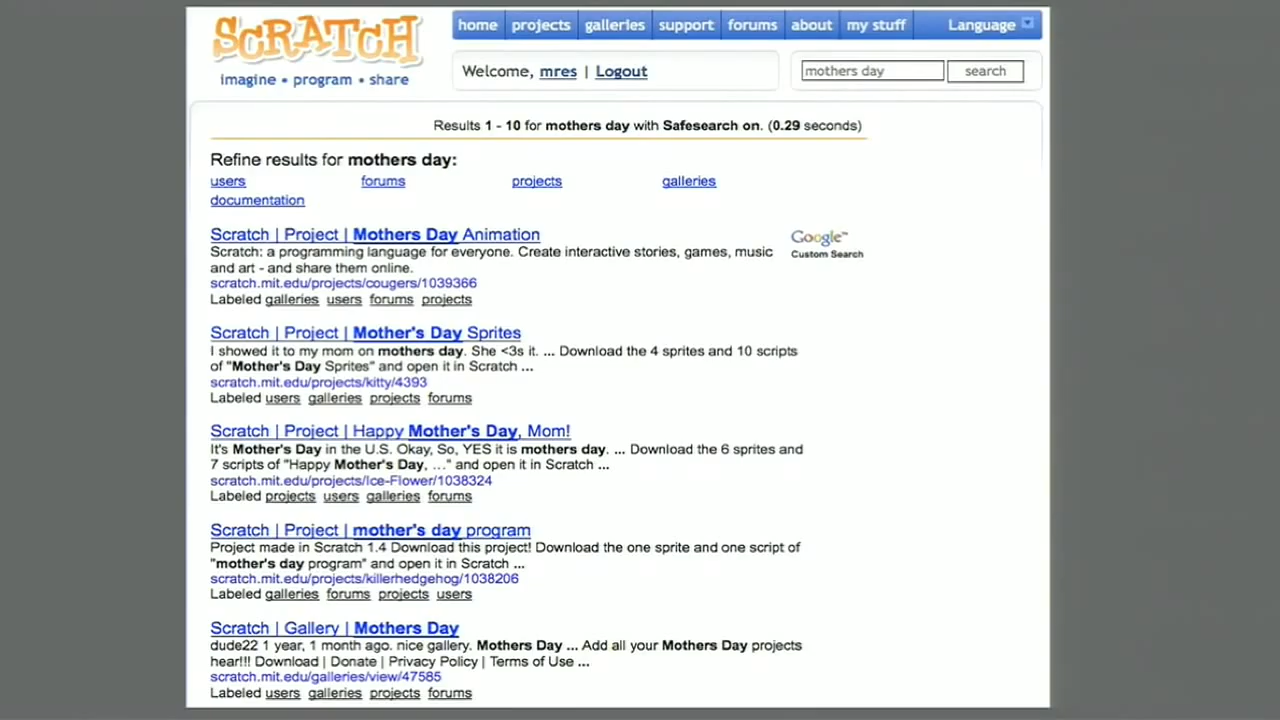 SCRATCH
imagine • program • share
home projects galleries support forums about my stuff Language
Welcome, mres | Logout
mothers day search
Results 1 - 10 for mothers day with Safesearch on. (0.29 seconds)
Refine results for mothers day:
users forums projects galleries
documentation
Scratch | Project | Mothers Day Animation
Scratch: a programming language for everyone. Create interactive stories, games, music
and art - and share them online.
scratch.mit.edu/projects/cougers/1039366
Labeled galleries users forums projects
Google™
Custom Search
Scratch | Project | Mother's Day Sprites
I showed it to my mom on mothers day. She <3s it. ... Download the 4 sprites and 10 scripts
of "Mother's Day Sprites" and open it in Scratch ...
scratch.mit.edu/projects/kitty/4393
Labeled users galleries projects forums
Scratch | Project | Happy Mother's Day, Mom!
It's Mother's Day in the U.S. Okay, So, YES it is mothers day. ... Download the 6 sprites and
7 scripts of "Happy Mother's Day, ..." and open it in Scratch ...
scratch.mit.edu/projects/Ice-Flower/1038324
Labeled projects users galleries forums
Scratch | Project | mother's day program
Project made in Scratch 1.4 Download this project! Download the one sprite and one script of
"mother's day program" and open it in Scratch ...
scratch.mit.edu/projects/killerhedgehog/1038206
Labeled galleries forums projects users
Scratch | Gallery | Mothers Day
dude22 1 year, 1 month ago. nice gallery. Mothers Day ... Add all your Mothers Day projects
hear!!! Download | Donate | Privacy Policy | Terms of Use ...
scratch.mit.edu/galleries/view/47585
Labeled users galleries projects forums